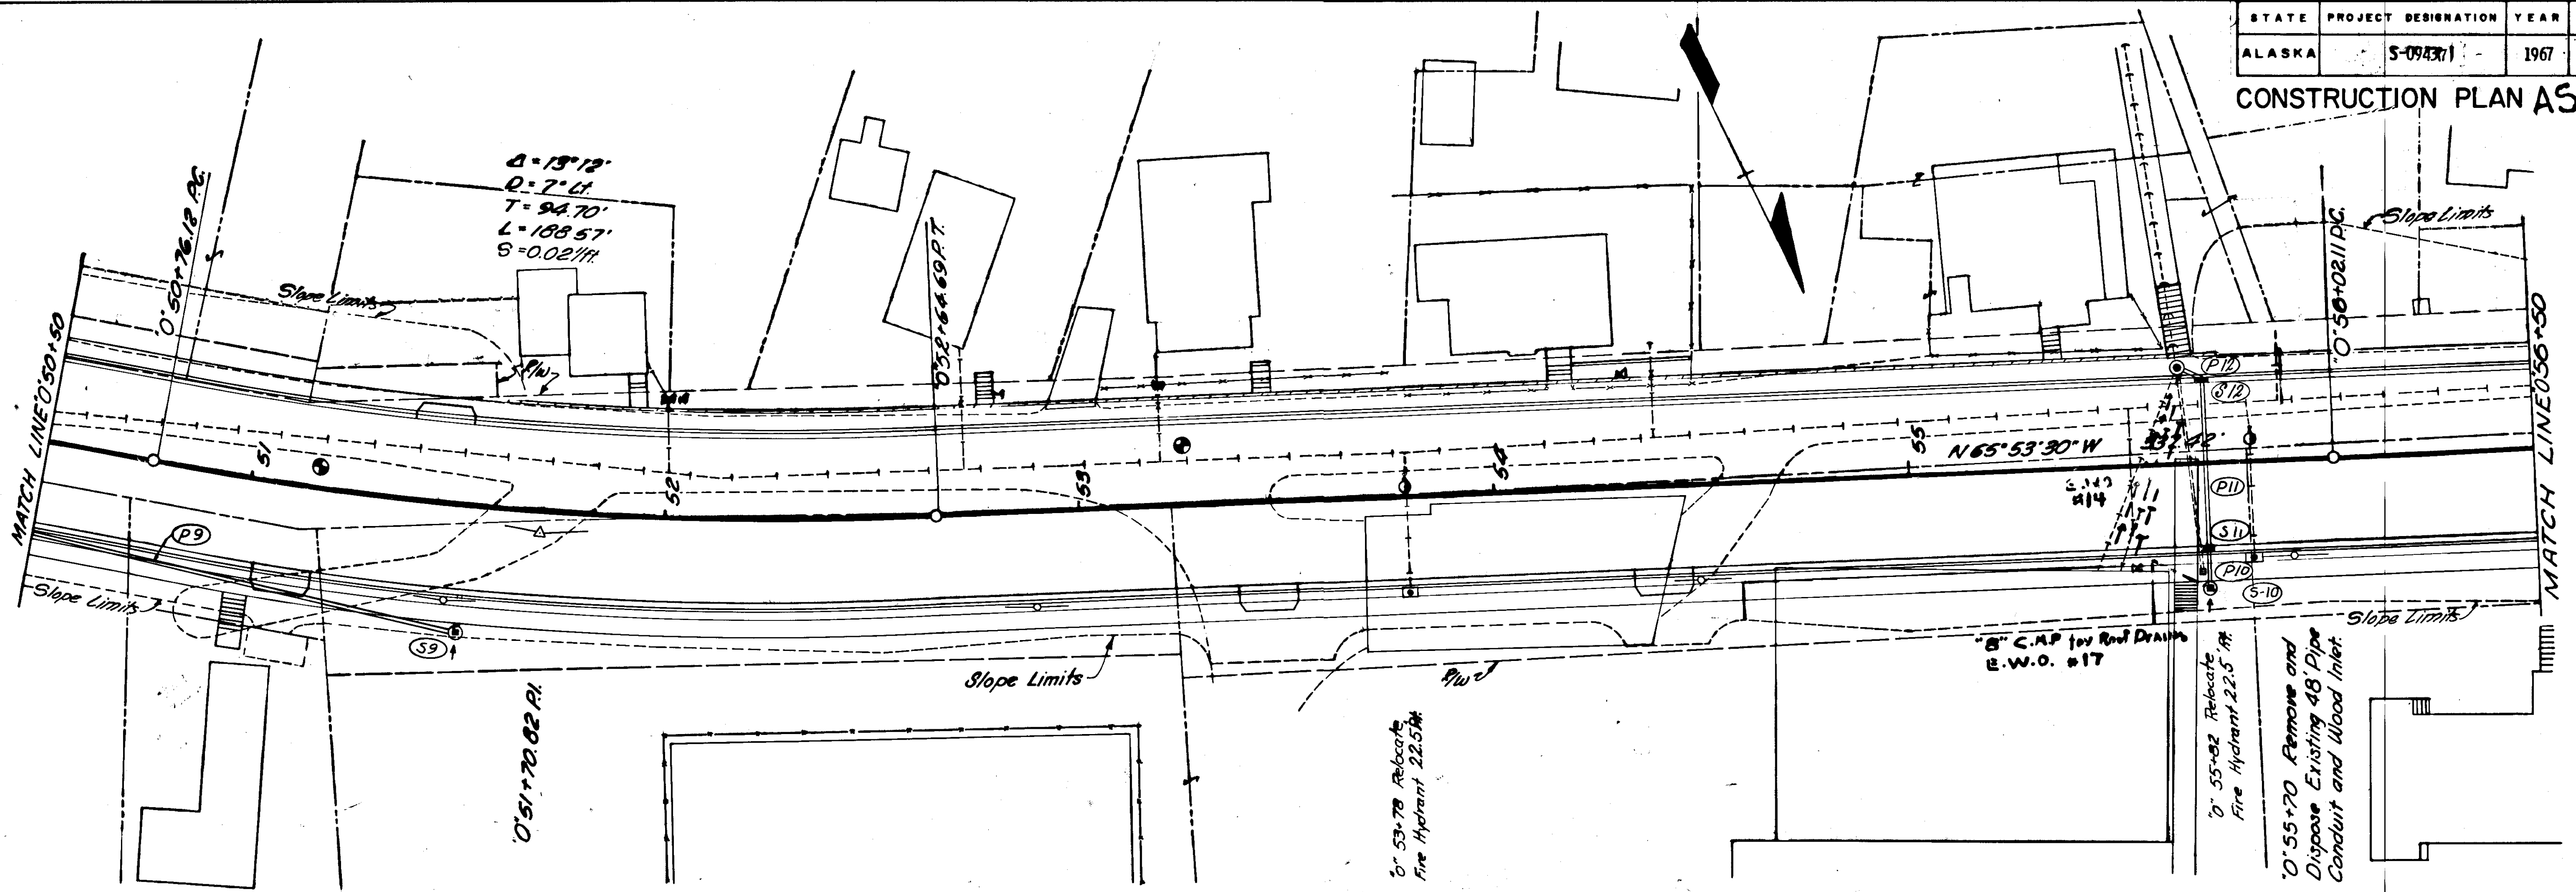 STATE PROJECT DESIGNATION YEAR
ALASKA 1967
CONSTRUCTION PLAN AS
Δ = 13°12'
D = 7° Lt.
T = 94.70'
L = 188.57'
S = 0.02'/ft.
"O" 50+76.12 P.C.
MATCH LINE "O" 50+50
Slope Limits
R/W
"O" 52+64.69 P.T.
"O" 56+02.11 P.C.
Slope Limits
MATCH LINE "O" 56+50
P12
S12
51
52
53
54
55
N 65°53'30" W
#14
P11
S11
P10
S-10
P9
S9
Slope Limits
Slope Limits
R/W
Slope Limits
"8" C.M.P for Roof Drains
E.W.O. #17
"O" 51+70.82 P.I.
"O" 53+78 Relocate
Fire Hydrant 22.5' Rt.
"O" 55+82 Relocate
Fire Hydrant 22.5' Rt.
"O" 55+70 Remove and
Dispose Existing 48' Pipe
Conduit and Wood Inlet.